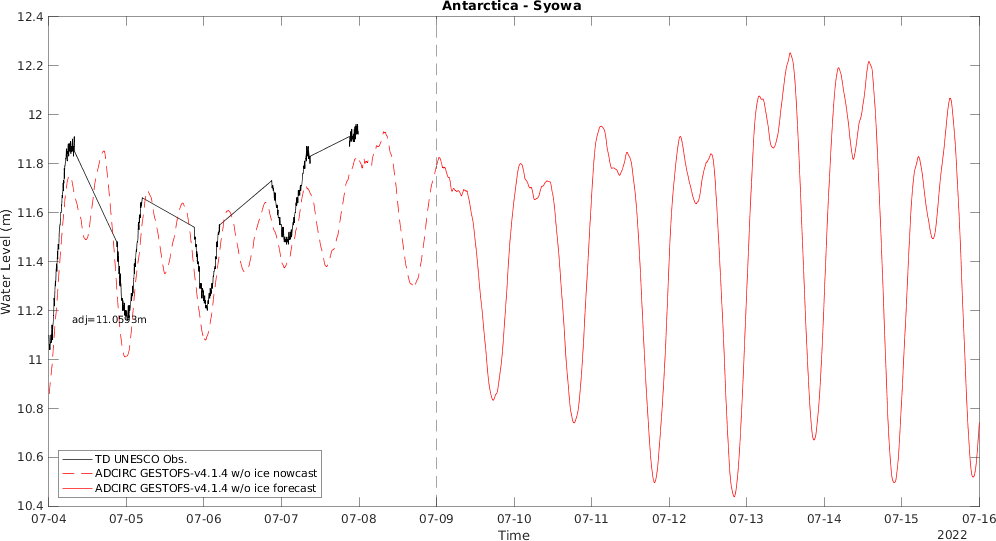 Antarctica - Syowa
12.4
12.2
12
11.8
11.6
11.4
11.2
11
10.8
10.6
10.4
Water Level (m)
adj=11.0593m
TD UNESCO Obs.
ADCIRC GESTOFS-v4.1.4 w/o ice nowcast
ADCIRC GESTOFS-v4.1.4 w/o ice forecast
07-04 07-05 07-06 07-07 07-08 07-09 07-10 07-11 07-12 07-13 07-14 07-15 07-16
Time
2022